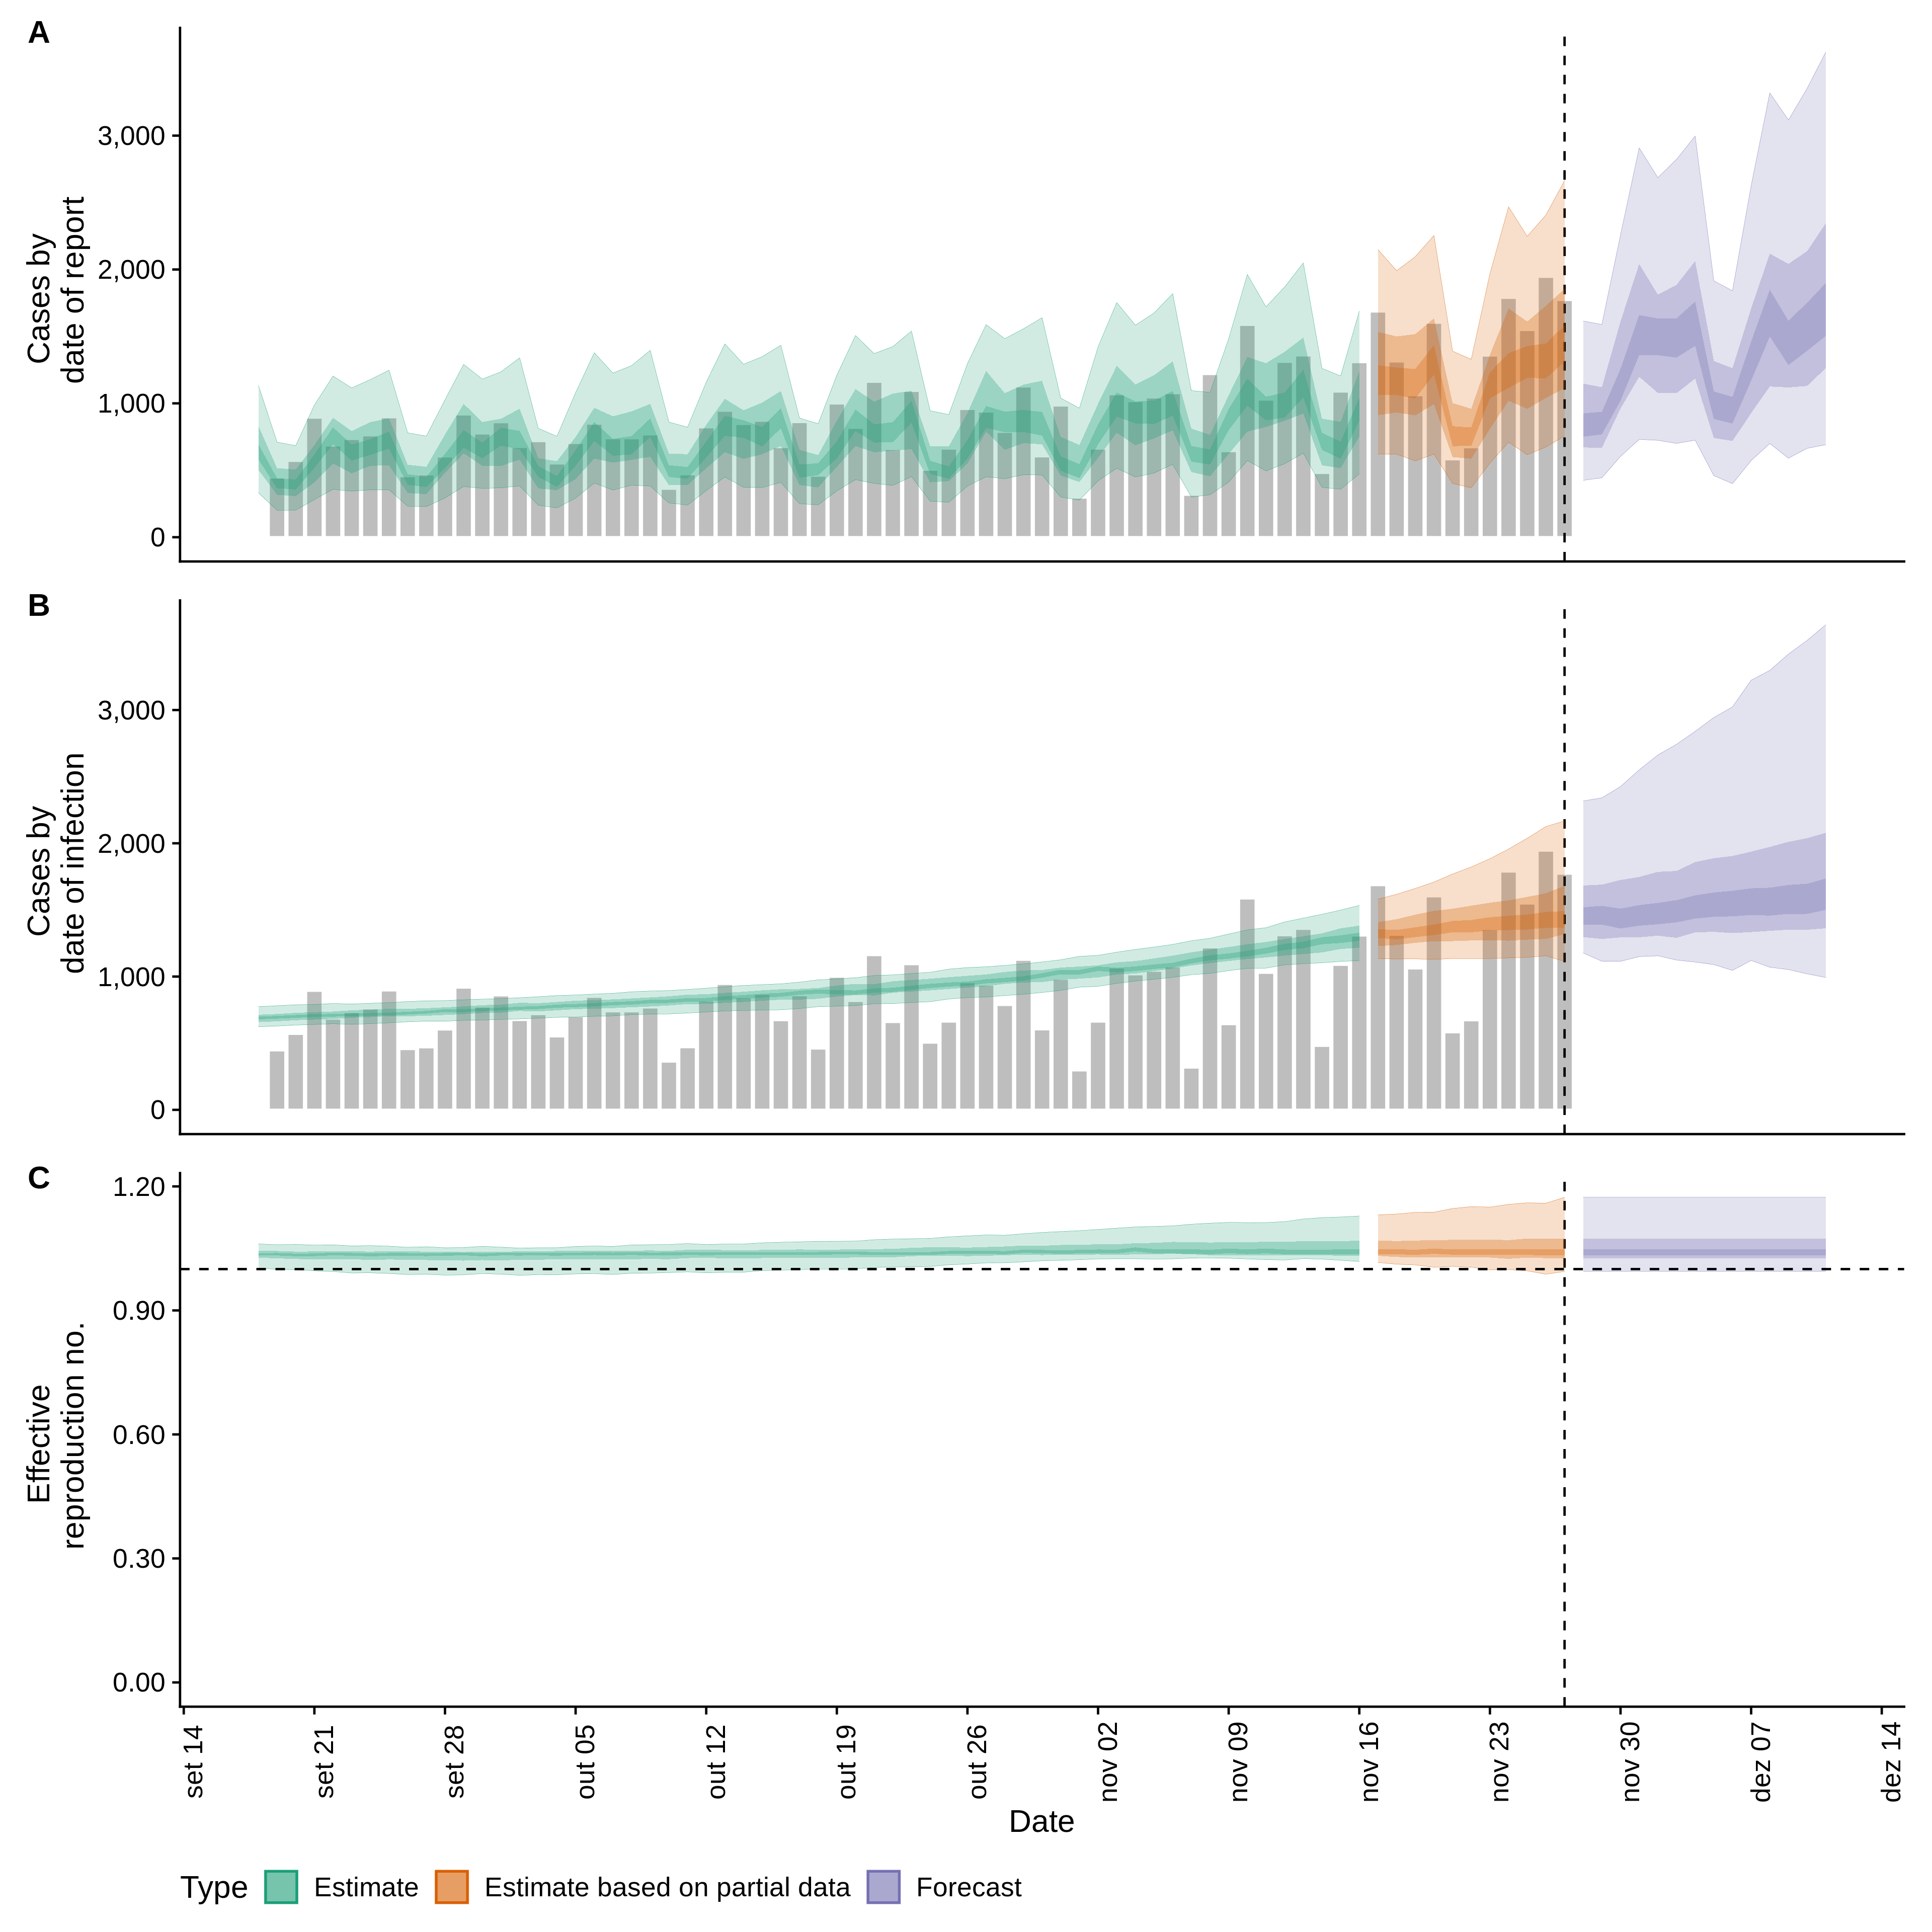 A
Cases by
date of report
3,000
2,000
1,000
0
B
Cases by
date of infection
3,000
2,000
1,000
0
C
Effective
reproduction no.
1.20
0.90
0.60
0.30
0.00
set 14
set 21
set 28
out 05
out 12
out 19
out 26
nov 02
nov 09
nov 16
nov 23
nov 30
dez 07
dez 14
Date
Type Estimate Estimate based on partial data Forecast